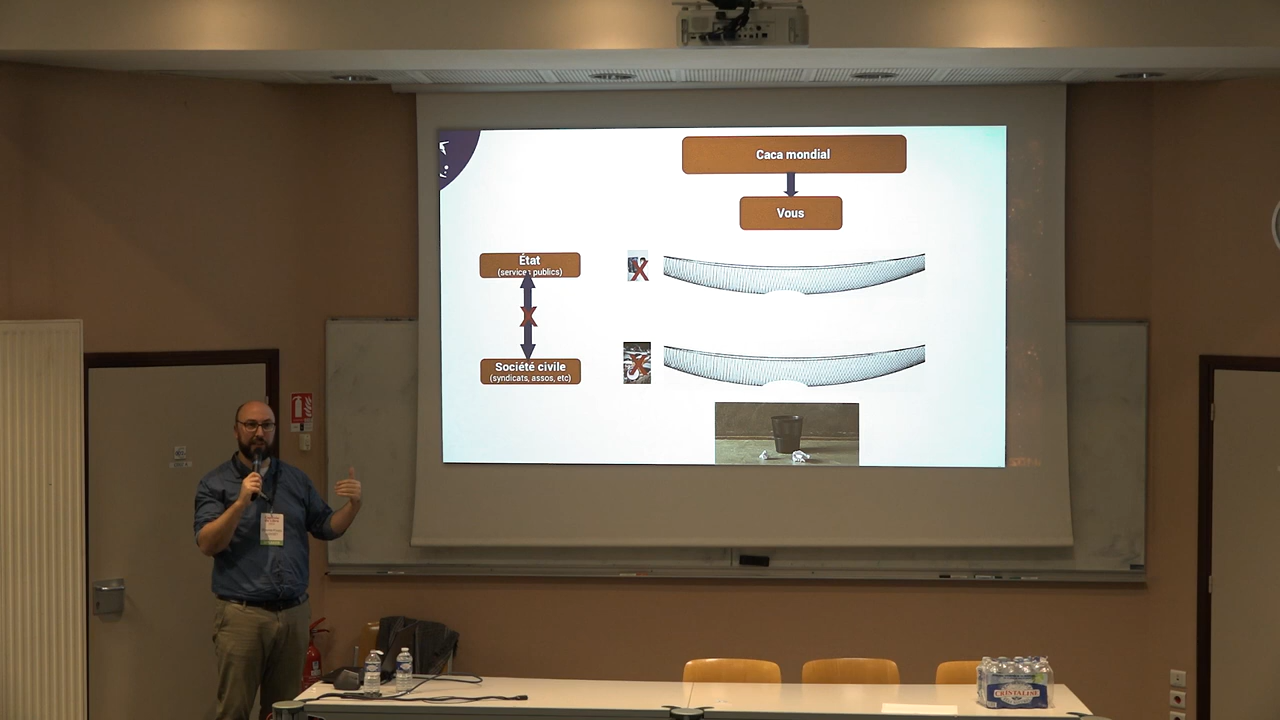 Caca mondial
Vous
État
(services publics)
Société civile
(syndicats, assos, etc)
CRISTALINE